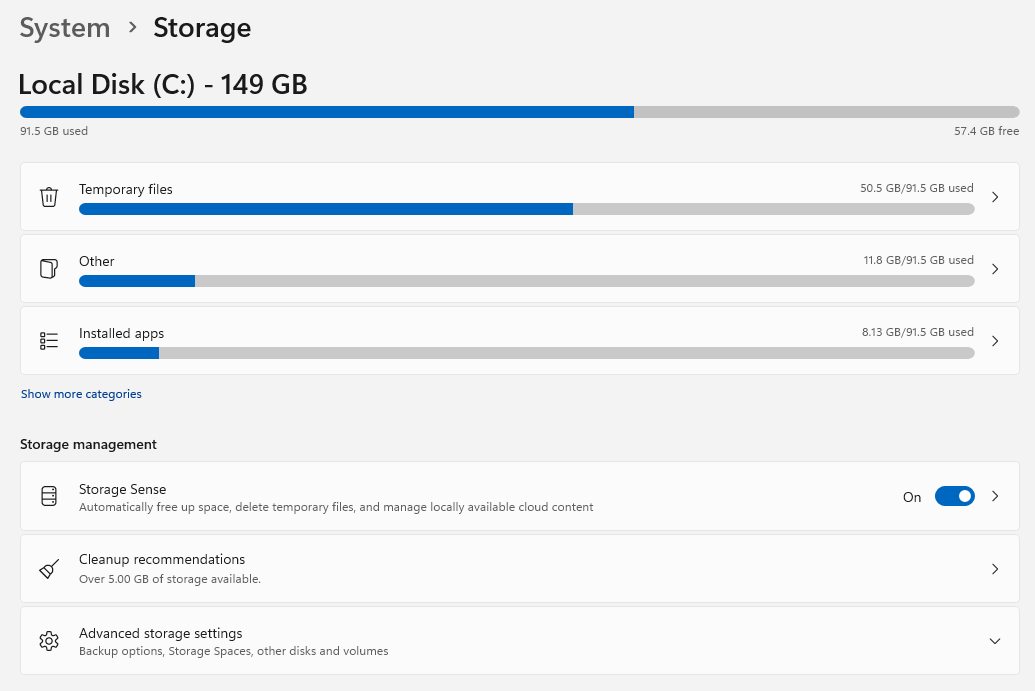 System > Storage
Local Disk (C:) - 149 GB
91.5 GB used 57.4 GB free
Temporary files 50.5 GB/91.5 GB used
Other 11.8 GB/91.5 GB used
Installed apps 8.13 GB/91.5 GB used
Show more categories
Storage management
Storage Sense
Automatically free up space, delete temporary files, and manage locally available cloud content
On
Cleanup recommendations
Over 5.00 GB of storage available.
Advanced storage settings
Backup options, Storage Spaces, other disks and volumes